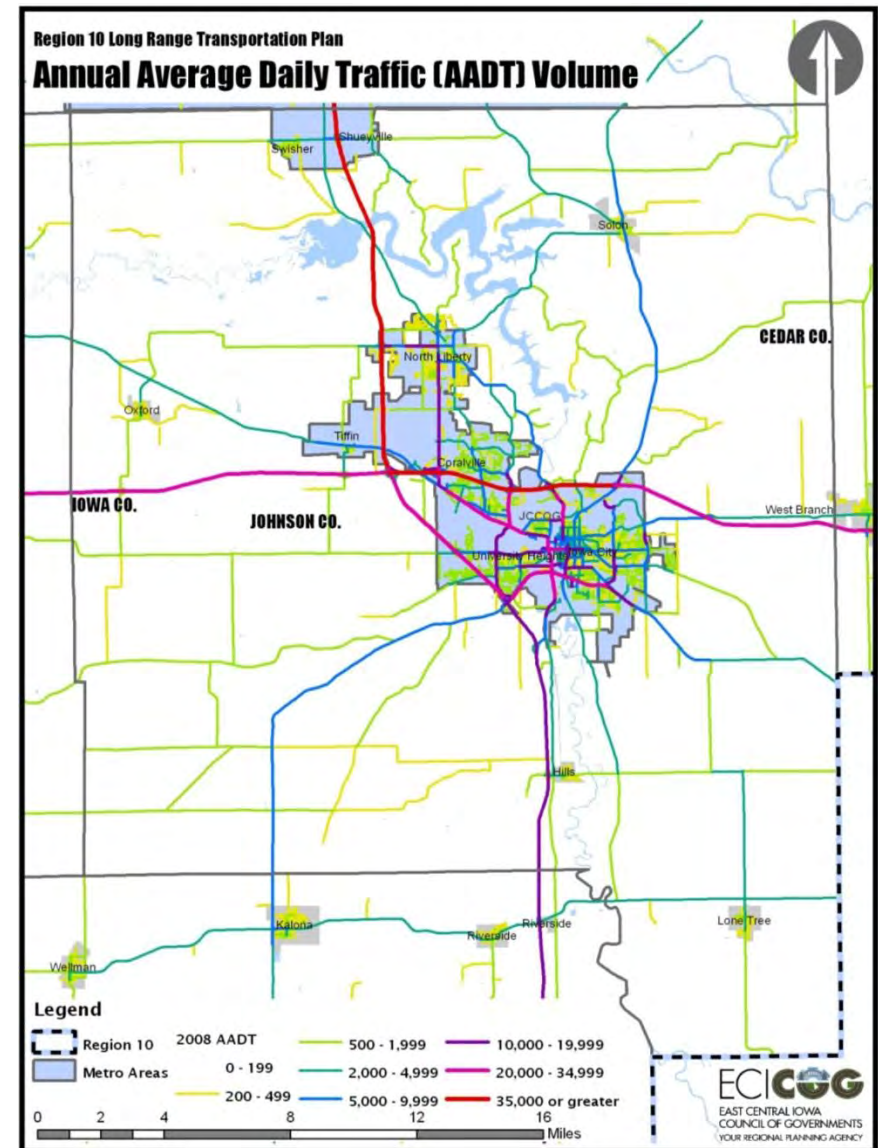 Region 10 Long Range Transportation Plan
Annual Average Daily Traffic (AADT) Volume
Shueyville
Swisher
Solon
CEDAR CO.
North Liberty
Oxford
Tiffin
Coralville
IOWA CO.
JOHNSON CO.
West Branch
JCCOG
University Heights
Iowa City
Hills
Kalona
Riverside
Riverside
Lone Tree
Wellman
Legend
Region 10
Metro Areas
2008 AADT
0 - 199
200 - 499
500 - 1,999
2,000 - 4,999
5,000 - 9,999
10,000 - 19,999
20,000 - 34,999
35,000 or greater
0 2 4 8 12 16
Miles
ECICOG
EAST CENTRAL IOWA
COUNCIL OF GOVERNMENTS
YOUR REGIONAL PLANNING AGENCY